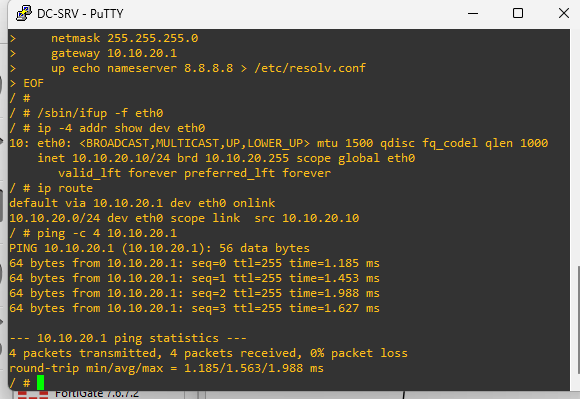 DC-SRV - PuTTY
>     netmask 255.255.255.0
>     gateway 10.10.20.1
>     up echo nameserver 8.8.8.8 > /etc/resolv.conf
> EOF
/ #
/ # /sbin/ifup -f eth0
/ # ip -4 addr show dev eth0
10: eth0: <BROADCAST,MULTICAST,UP,LOWER_UP> mtu 1500 qdisc fq_codel qlen 1000
    inet 10.10.20.10/24 brd 10.10.20.255 scope global eth0
       valid_lft forever preferred_lft forever
/ # ip route
default via 10.10.20.1 dev eth0 onlink
10.10.20.0/24 dev eth0 scope link  src 10.10.20.10
/ # ping -c 4 10.10.20.1
PING 10.10.20.1 (10.10.20.1): 56 data bytes
64 bytes from 10.10.20.1: seq=0 ttl=255 time=1.185 ms
64 bytes from 10.10.20.1: seq=1 ttl=255 time=1.453 ms
64 bytes from 10.10.20.1: seq=2 ttl=255 time=1.988 ms
64 bytes from 10.10.20.1: seq=3 ttl=255 time=1.627 ms

--- 10.10.20.1 ping statistics ---
4 packets transmitted, 4 packets received, 0% packet loss
round-trip min/avg/max = 1.185/1.563/1.988 ms
/ #
FortiGate 7.6.7.2